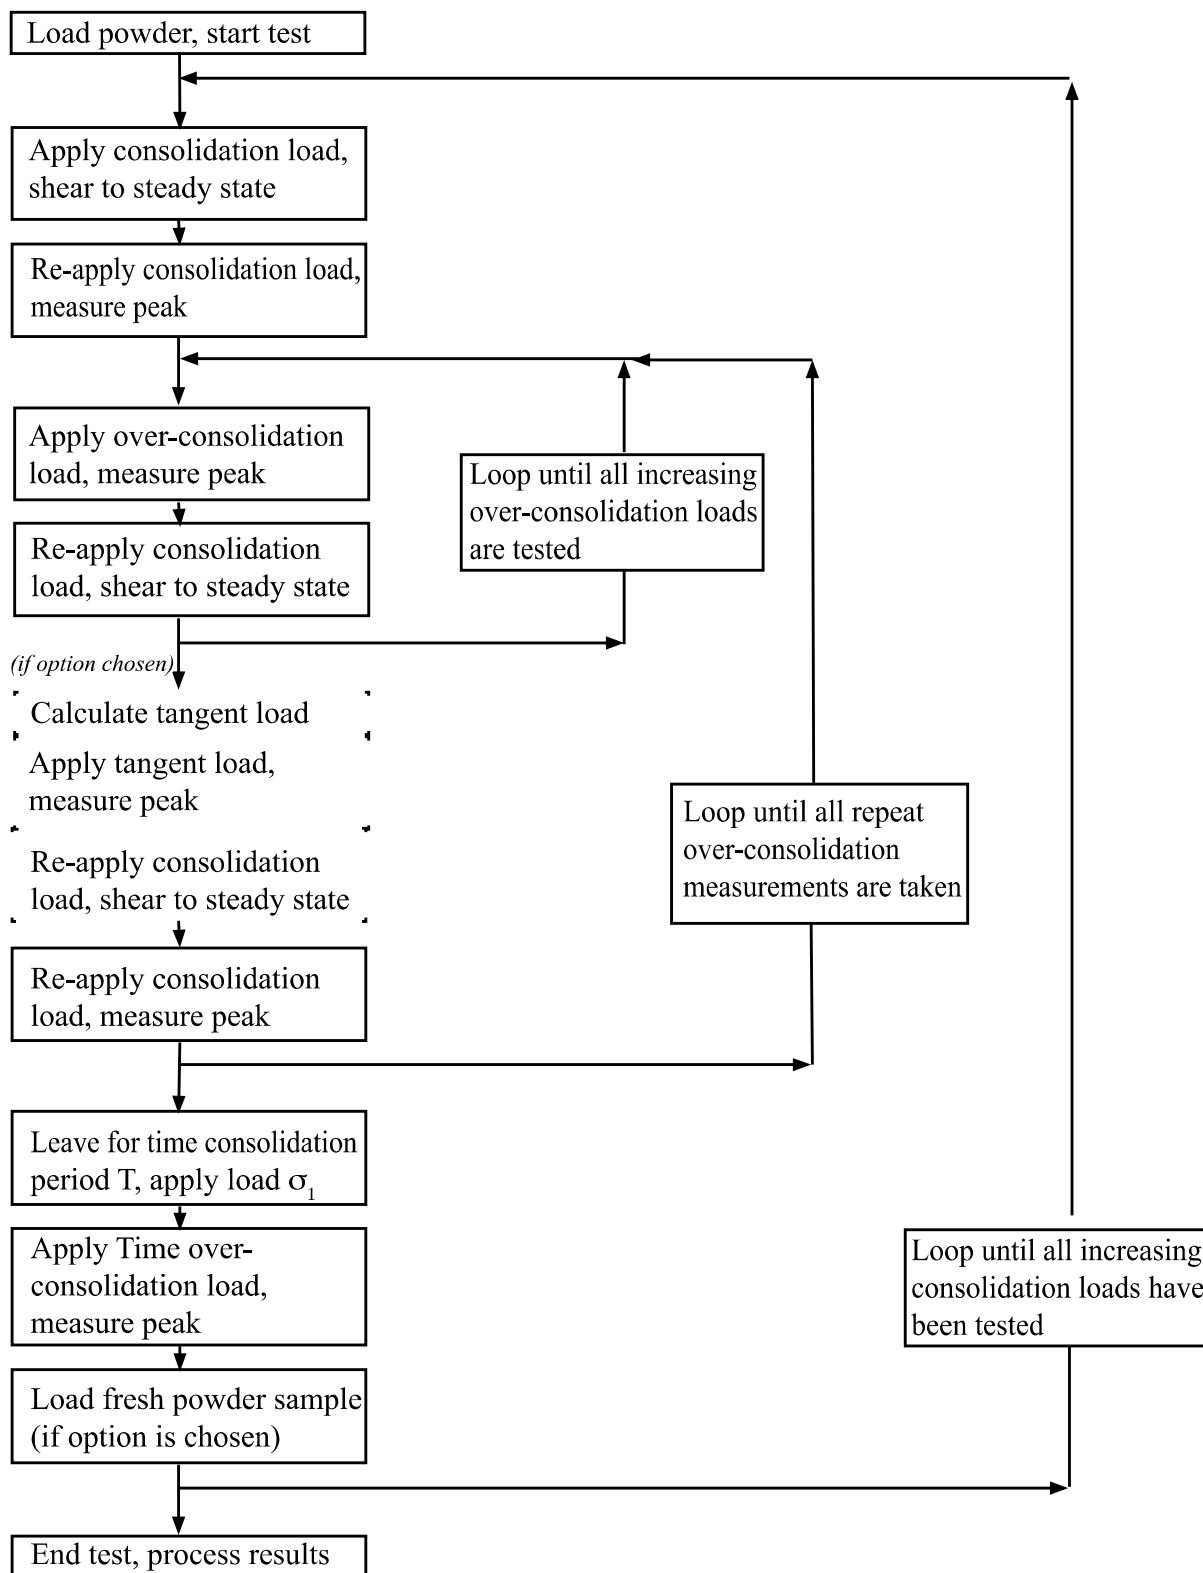 Load powder, start test
Apply consolidation load,
shear to steady state
Re-apply consolidation load,
measure peak
Apply over-consolidation
load, measure peak
Re-apply consolidation
load, shear to steady state
Loop until all increasing
over-consolidation loads
are tested
(if option chosen)
Calculate tangent load
Apply tangent load,
measure peak
Re-apply consolidation
load, shear to steady state
Loop until all repeat
over-consolidation
measurements are taken
Re-apply consolidation
load, measure peak
Leave for time consolidation
period T, apply load σ₁
Apply Time over-
consolidation load,
measure peak
Loop until all increasing
consolidation loads have
been tested
Load fresh powder sample
(if option is chosen)
End test, process results